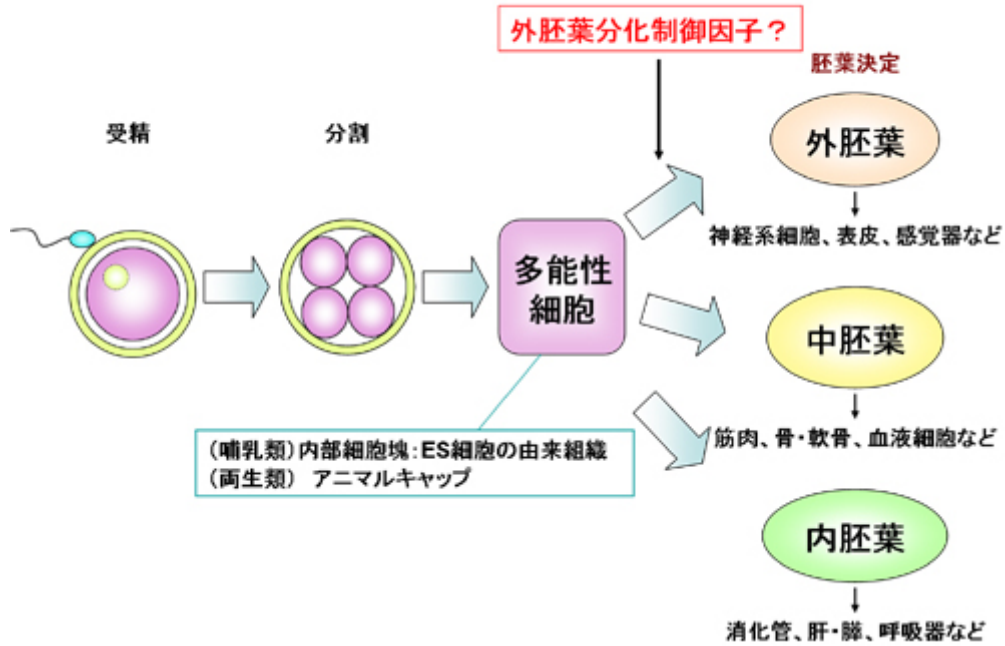 外胚葉分化制御因子？
胚葉決定
受精
分割
外胚葉
神経系細胞、表皮、感覚器など
多能性
細胞
中胚葉
筋肉、骨・軟骨、血液細胞など
（哺乳類）内部細胞塊：ES細胞の由来組織
（両生類） アニマルキャップ
内胚葉
消化管、肝・膵、呼吸器など